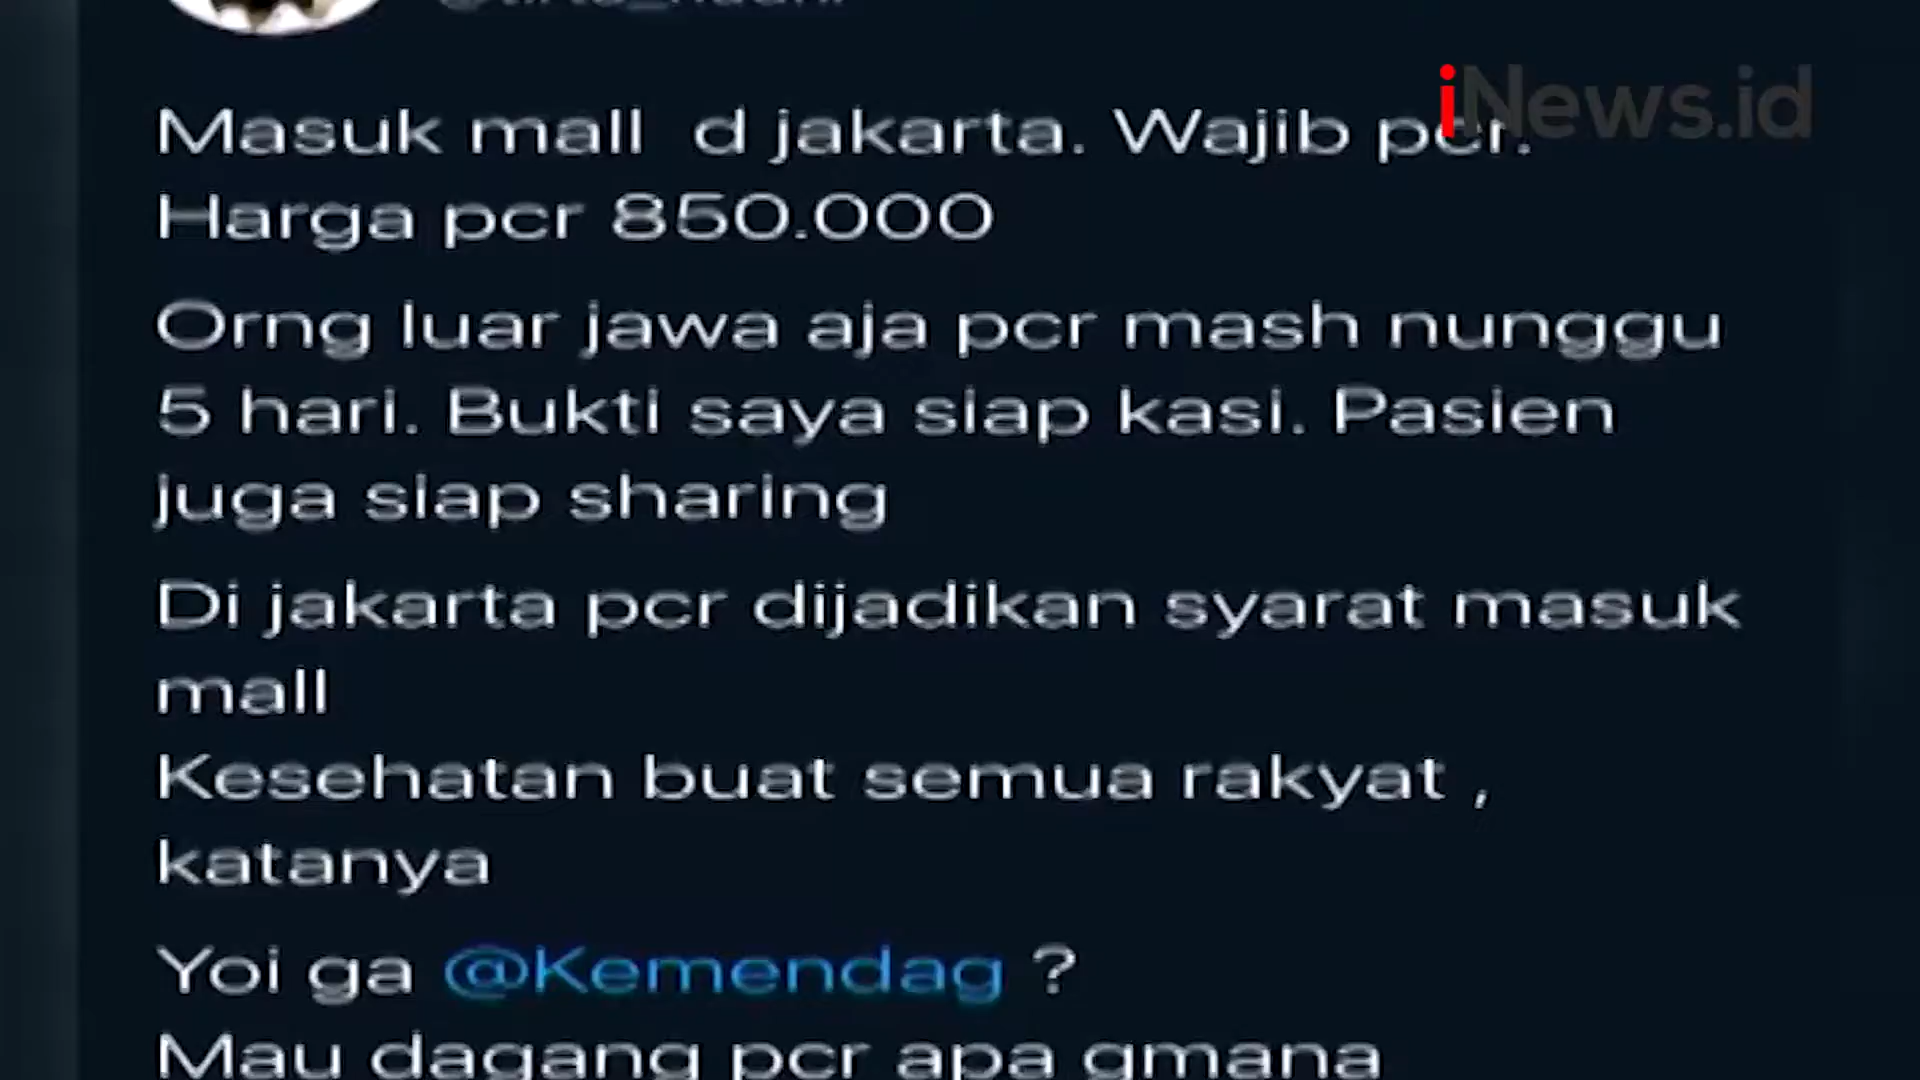 iNews.id
Masuk mall d jakarta. Wajib pcr.
Harga pcr 850.000
Orng luar jawa aja pcr mash nunggu
5 hari. Bukti saya siap kasi. Pasien
juga siap sharing
Di jakarta pcr dijadikan syarat masuk
mall
Kesehatan buat semua rakyat ,
katanya
Yoi ga @Kemendag ?
Mau dagang pcr apa gmana